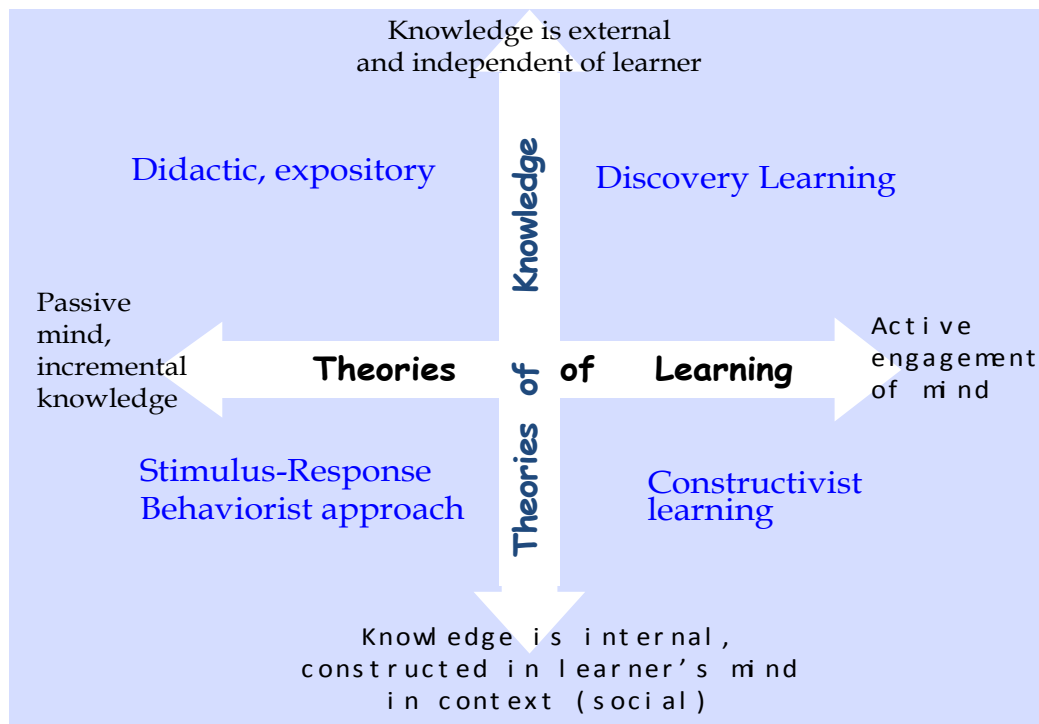 Knowledge is external
and independent of learner
Didactic, expository
Discovery Learning
Theories of Knowledge
Passive
mind,
incremental
knowledge
Theories of Learning
Active
engagement
of mind
Stimulus-Response
Behaviorist approach
Constructivist
learning
Knowledge is internal,
constructed in learner’s mind
in context (social)